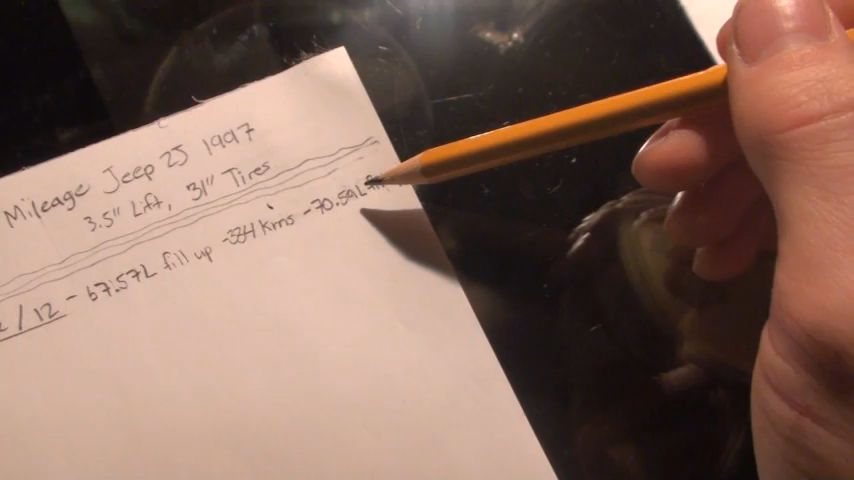 Mileage Jeep ZJ 1997
3.5" Lift, 31" Tires
/ 12 - 67.57L fill up - 334 kms - 70.59L